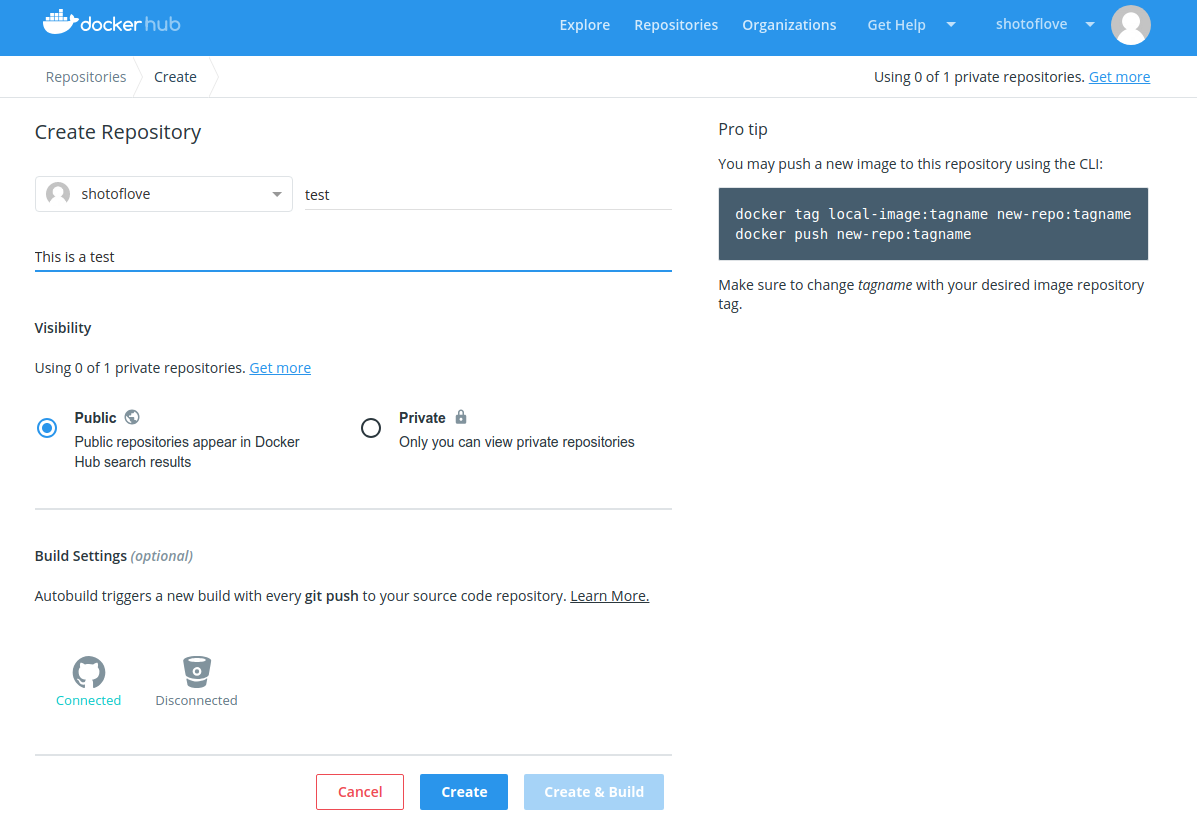 docker hub
Explore Repositories Organizations Get Help shotoflove
Repositories Create
Using 0 of 1 private repositories. Get more
Create Repository
shotoflove test
This is a test
Visibility
Using 0 of 1 private repositories. Get more
Public
Public repositories appear in Docker
Hub search results
Private
Only you can view private repositories
Build Settings (optional)
Autobuild triggers a new build with every git push to your source code repository. Learn More.
Connected Disconnected
Cancel Create Create & Build
Pro tip
You may push a new image to this repository using the CLI:
docker tag local-image:tagname new-repo:tagname
docker push new-repo:tagname
Make sure to change tagname with your desired image repository
tag.